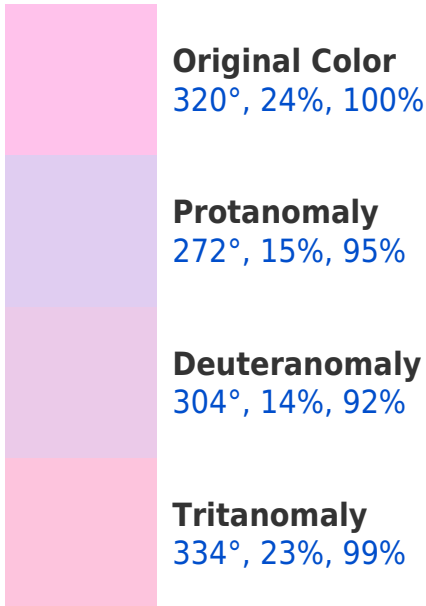 Original Color
320°, 24%, 100%
Protanomaly
272°, 15%, 95%
Deuteranomaly
304°, 14%, 92%
Tritanomaly
334°, 23%, 99%